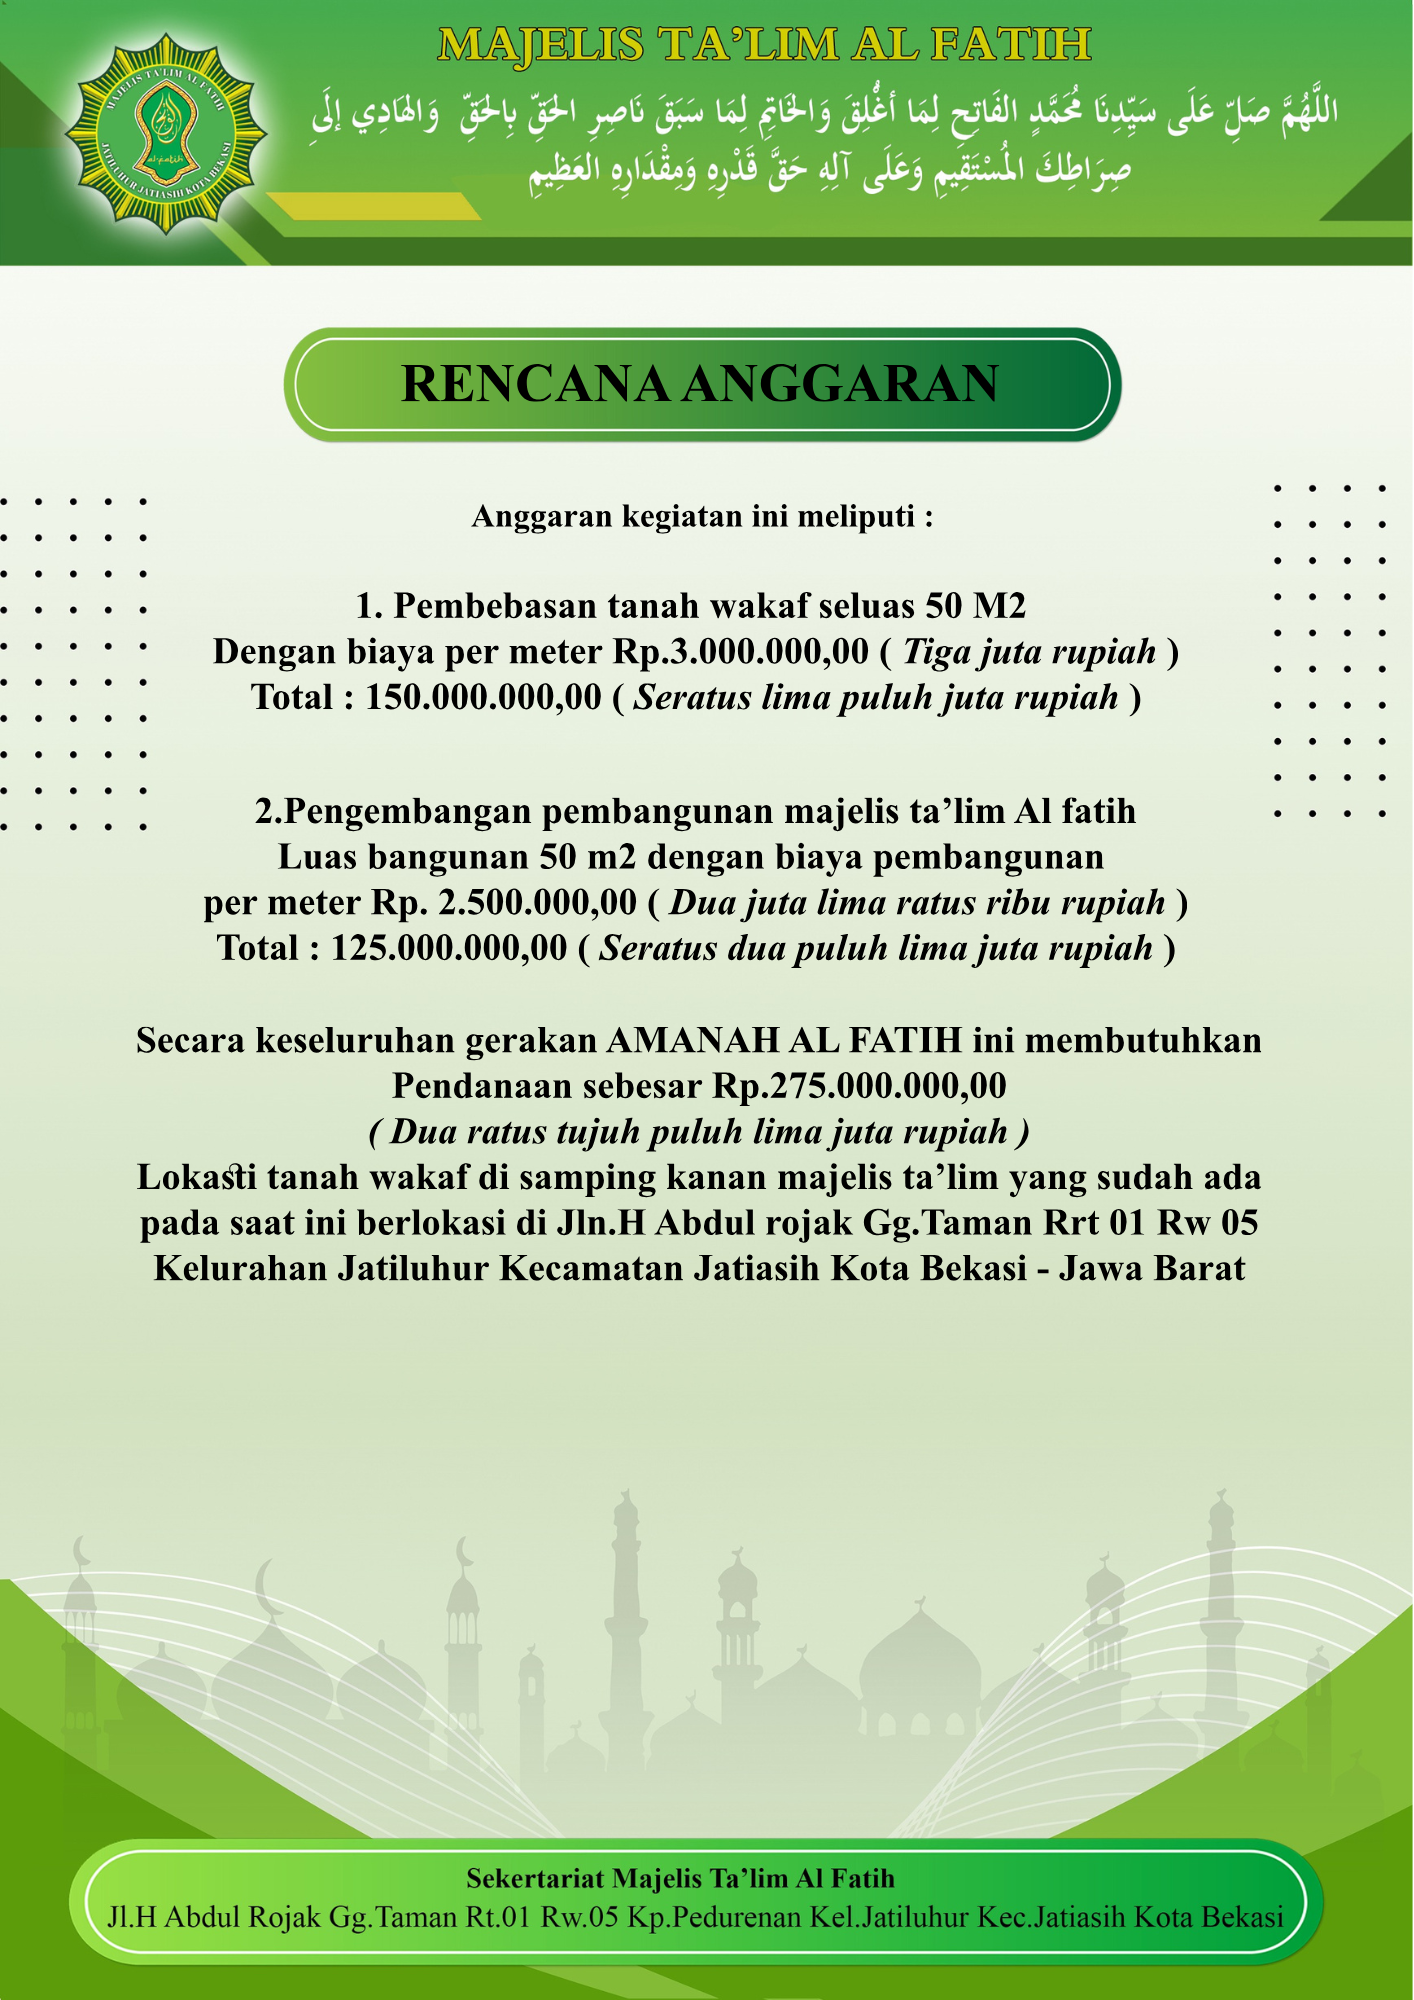 MAJELIS TA'LIM AL FATIH
MAJELIS TA'LIM AL FATIH
al-fatih
JATILUHUR JATIASIH KOTA BEKASI
اللَّهُمَّ صَلِّ عَلَى سَيِّدِنَا مُحَمَّدٍ الفَاتِحِ لِمَا أُغْلِقَ وَالخَاتِمِ لِمَا سَبَقَ نَاصِرِ الحَقِّ بِالحَقِّ وَالهَادِي إلَى
صِرَاطِكَ المُسْتَقِيمِ وَعَلَى آلِهِ حَقَّ قَدْرِهِ وَمِقْدَارِهِ العَظِيمِ
RENCANA ANGGARAN
Anggaran kegiatan ini meliputi :
1. Pembebasan tanah wakaf seluas 50 M2
Dengan biaya per meter Rp.3.000.000,00 ( Tiga juta rupiah )
Total : 150.000.000,00 ( Seratus lima puluh juta rupiah )
2.Pengembangan pembangunan majelis ta’lim Al fatih
Luas bangunan 50 m2 dengan biaya pembangunan
per meter Rp. 2.500.000,00 ( Dua juta lima ratus ribu rupiah )
Total : 125.000.000,00 ( Seratus dua puluh lima juta rupiah )
Secara keseluruhan gerakan AMANAH AL FATIH ini membutuhkan
Pendanaan sebesar Rp.275.000.000,00
( Dua ratus tujuh puluh lima juta rupiah )
Lokasti tanah wakaf di samping kanan majelis ta’lim yang sudah ada
pada saat ini berlokasi di Jln.H Abdul rojak Gg.Taman Rrt 01 Rw 05
Kelurahan Jatiluhur Kecamatan Jatiasih Kota Bekasi - Jawa Barat
Sekertariat Majelis Ta’lim Al Fatih
Jl.H Abdul Rojak Gg.Taman Rt.01 Rw.05 Kp.Pedurenan Kel.Jatiluhur Kec.Jatiasih Kota Bekasi